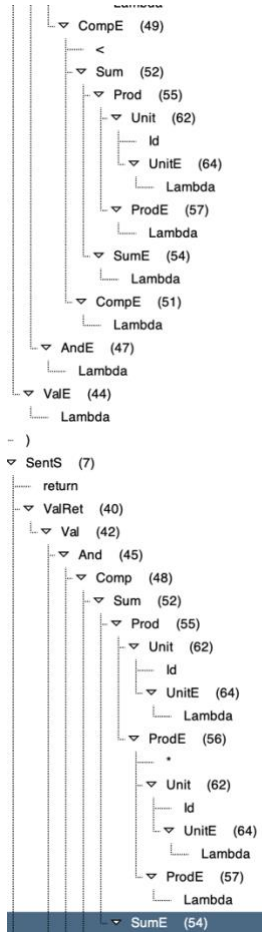 Lambda
CompE (49)
<
Sum (52)
Prod (55)
Unit (62)
Id
UnitE (64)
Lambda
ProdE (57)
Lambda
SumE (54)
Lambda
CompE (51)
Lambda
AndE (47)
Lambda
ValE (44)
Lambda
)
SentS (7)
return
ValRet (40)
Val (42)
And (45)
Comp (48)
Sum (52)
Prod (55)
Unit (62)
Id
UnitE (64)
Lambda
ProdE (56)
*
Unit (62)
Id
UnitE (64)
Lambda
ProdE (57)
Lambda
SumE (54)